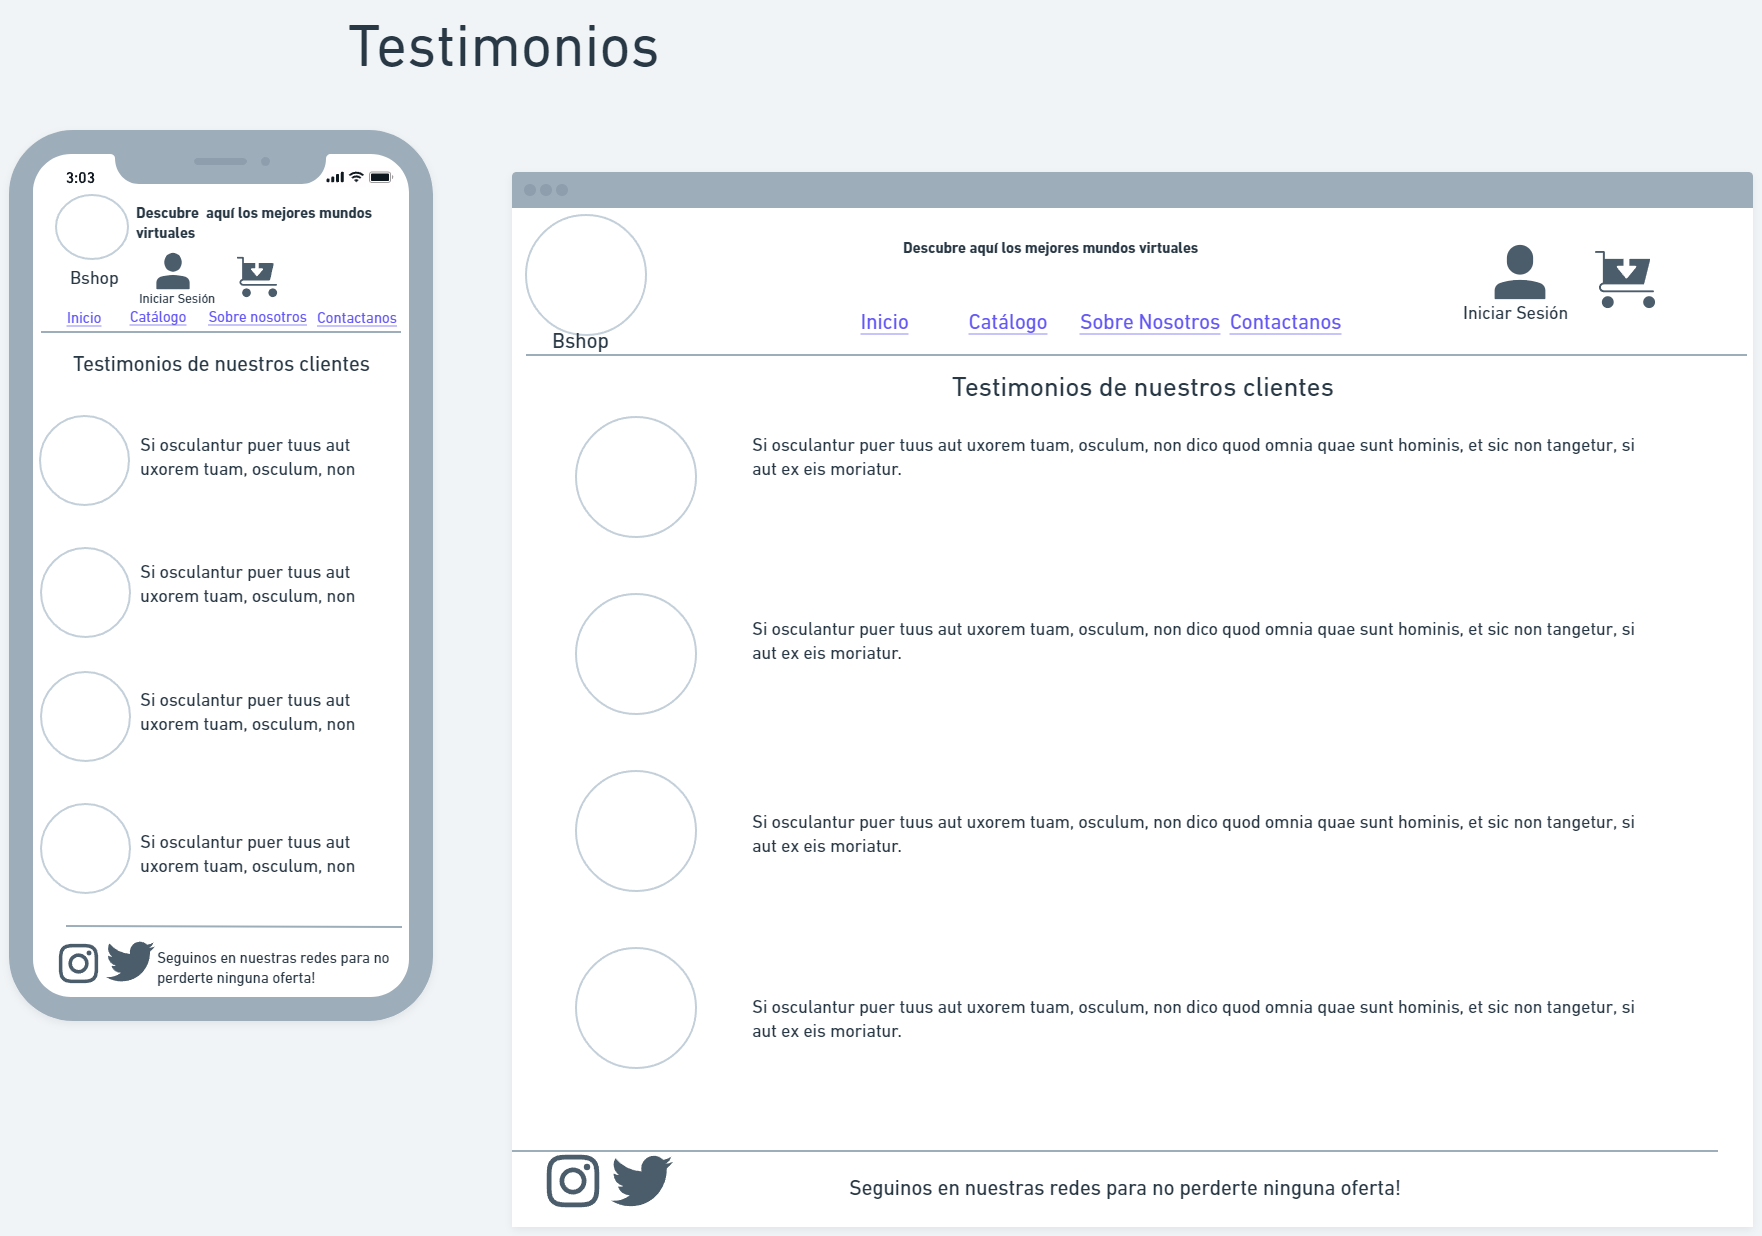 Testimonios
3:03
Descubre  aquí los mejores mundos
virtuales
Bshop
Iniciar Sesión
Inicio
Catálogo
Sobre nosotros
Contactanos
Testimonios de nuestros clientes
Si osculantur puer tuus aut
uxorem tuam, osculum, non
Si osculantur puer tuus aut
uxorem tuam, osculum, non
Si osculantur puer tuus aut
uxorem tuam, osculum, non
Si osculantur puer tuus aut
uxorem tuam, osculum, non
Seguinos en nuestras redes para no
perderte ninguna oferta!
Descubre aquí los mejores mundos virtuales
Iniciar Sesión
Inicio
Catálogo
Sobre Nosotros
Contactanos
Bshop
Testimonios de nuestros clientes
Si osculantur puer tuus aut uxorem tuam, osculum, non dico quod omnia quae sunt hominis, et sic non tangetur, si
aut ex eis moriatur.
Si osculantur puer tuus aut uxorem tuam, osculum, non dico quod omnia quae sunt hominis, et sic non tangetur, si
aut ex eis moriatur.
Si osculantur puer tuus aut uxorem tuam, osculum, non dico quod omnia quae sunt hominis, et sic non tangetur, si
aut ex eis moriatur.
Si osculantur puer tuus aut uxorem tuam, osculum, non dico quod omnia quae sunt hominis, et sic non tangetur, si
aut ex eis moriatur.
Seguinos en nuestras redes para no perderte ninguna oferta!